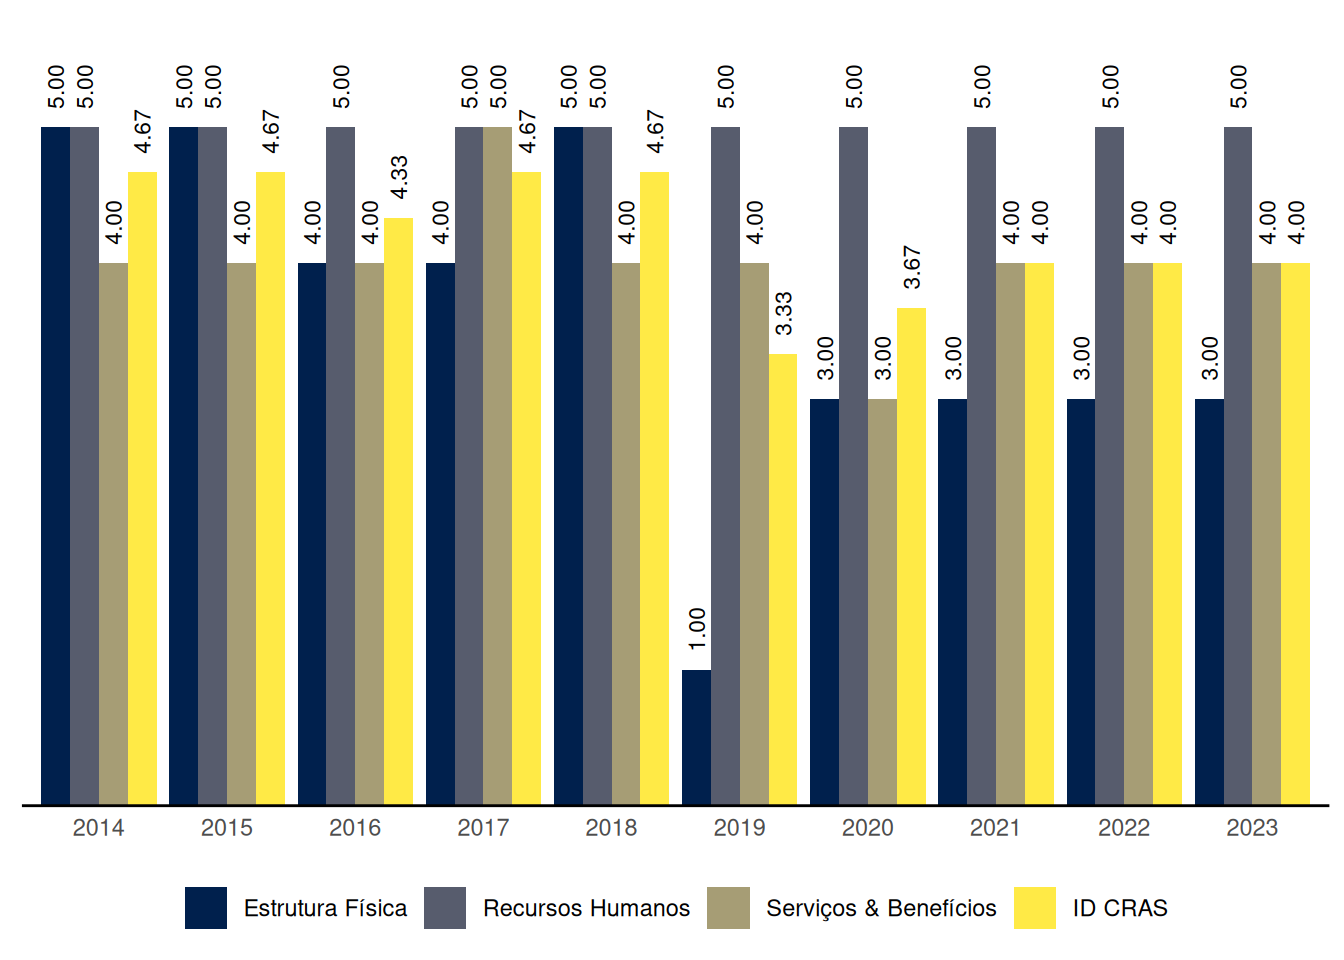 5.00 5.00 4.00 4.67 5.00 5.00 4.00 4.67 4.00 5.00 4.00 4.33 4.00 5.00 5.00 4.67 5.00 5.00 4.00 4.67 1.00 5.00 4.00 3.33 3.00 5.00 3.00 3.67 3.00 5.00 4.00 4.00 3.00 5.00 4.00 4.00 3.00 5.00 4.00 4.00
2014 2015 2016 2017 2018 2019 2020 2021 2022 2023
Estrutura Física Recursos Humanos Serviços & Benefícios ID CRAS